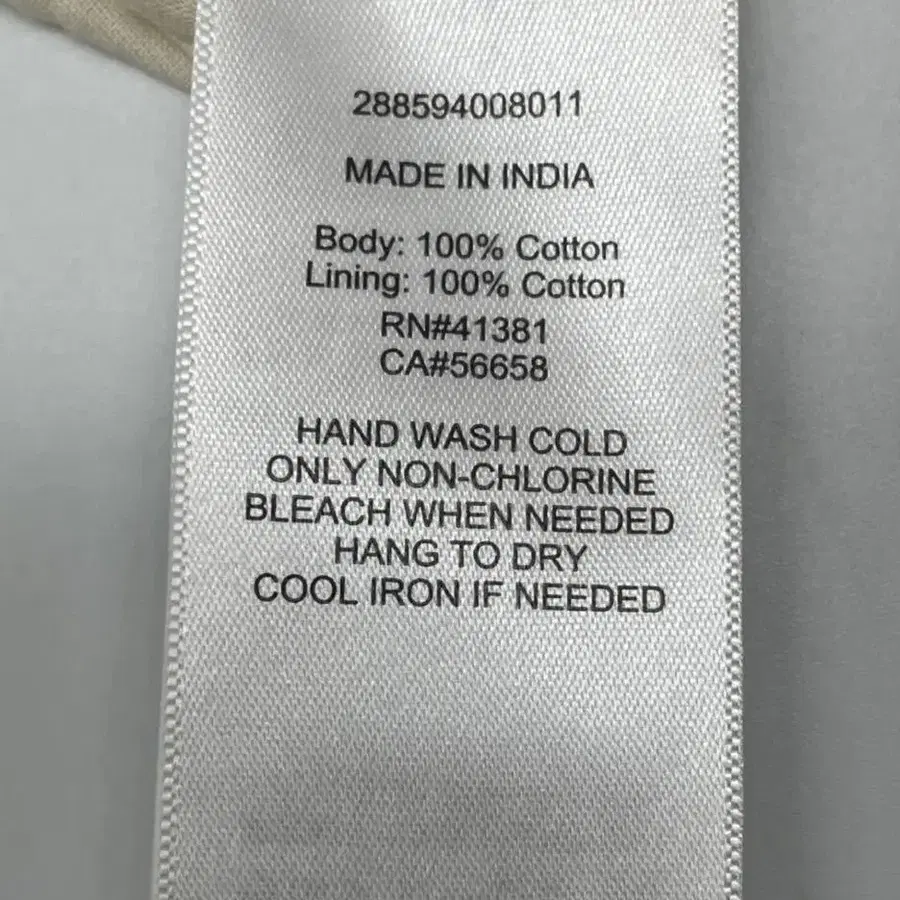 288594008011
MADE IN INDIA
Body: 100% Cotton
Lining: 100% Cotton
RN#41381
CA#56658
HAND WASH COLD
ONLY NON-CHLORINE
BLEACH WHEN NEEDED
HANG TO DRY
COOL IRON IF NEEDED